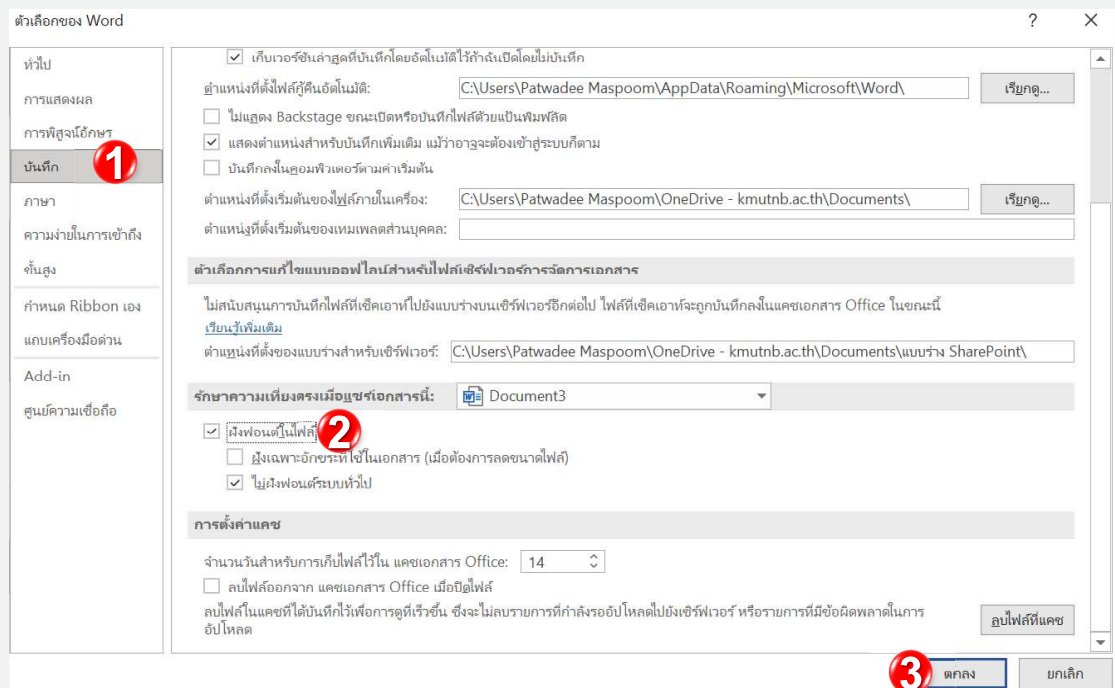 ตัวเลือกของ Word
ทั่วไป
การแสดงผล
การพิสูจน์อักษร
บันทึก
1
ภาษา
ความง่ายในการเข้าถึง
ขั้นสูง
กำหนด Ribbon เอง
แถบเครื่องมือด่วน
Add-in
ศูนย์ความเชื่อถือ
เก็บเวอร์ชันล่าสุดที่บันทึกโดยอัตโนมัติไว้ถ้าฉันปิดโดยไม่บันทึก
ตำแหน่งที่ตั้งไฟล์กู้คืนอัตโนมัติ: C:\Users\Patwadee Maspoom\AppData\Roaming\Microsoft\Word\ เรียกดู...
ไม่แสดง Backstage ขณะเปิดหรือบันทึกไฟล์ด้วยแป้นพิมพ์ลัด
แสดงตำแหน่งสำหรับบันทึกเพิ่มเติม แม้ว่าอาจจะต้องเข้าสู่ระบบก็ตาม
บันทึกลงในคอมพิวเตอร์ตามค่าเริ่มต้น
ตำแหน่งที่ตั้งเริ่มต้นของไฟล์ภายในเครื่อง: C:\Users\Patwadee Maspoom\OneDrive - kmutnb.ac.th\Documents\ เรียกดู...
ตำแหน่งที่ตั้งเริ่มต้นของเทมเพลตส่วนบุคคล:
ตัวเลือกการแก้ไขแบบออฟไลน์สำหรับไฟล์เซิร์ฟเวอร์การจัดการเอกสาร
ไม่สนับสนุนการบันทึกไฟล์ที่เช็คเอาท์ไปยังแบบร่างบนเซิร์ฟเวอร์อีกต่อไป ไฟล์ที่เช็คเอาท์จะถูกบันทึกลงในแคชเอกสาร Office ในขณะนี้
เรียนรู้เพิ่มเติม
ตำแหน่งที่ตั้งของแบบร่างสำหรับเซิร์ฟเวอร์: C:\Users\Patwadee Maspoom\OneDrive - kmutnb.ac.th\Documents\แบบร่าง SharePoint\
รักษาความเที่ยงตรงเมื่อแชร์เอกสารนี้: Document3
ฝังฟอนต์ในไฟล์ 2
ฝังเฉพาะอักขระที่ใช้ในเอกสาร (เมื่อต้องการลดขนาดไฟล์)
ไม่ฝังฟอนต์ระบบทั่วไป
การตั้งค่าแคช
จำนวนวันสำหรับการเก็บไฟล์ไว้ใน แคชเอกสาร Office: 14
ลบไฟล์ออกจาก แคชเอกสาร Office เมื่อปิดไฟล์
ลบไฟล์ในแคชที่ได้บันทึกไว้เพื่อการดูที่เร็วขึ้น ซึ่งจะไม่ลบรายการที่กำลังรออัปโหลดไปยังเซิร์ฟเวอร์ หรือรายการที่มีข้อผิดพลาดในการ
อัปโหลด
ลบไฟล์ที่แคช
3 ตกลง ยกเลิก